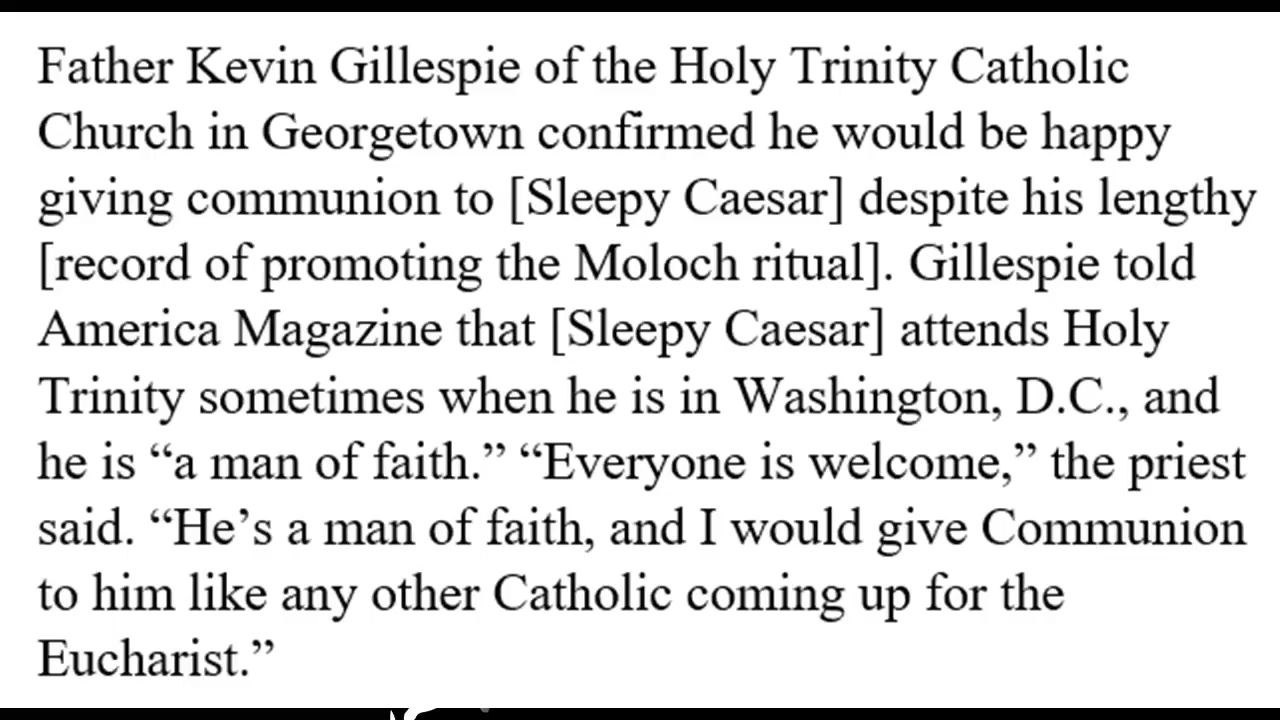 Father Kevin Gillespie of the Holy Trinity Catholic
Church in Georgetown confirmed he would be happy
giving communion to [Sleepy Caesar] despite his lengthy
[record of promoting the Moloch ritual]. Gillespie told
America Magazine that [Sleepy Caesar] attends Holy
Trinity sometimes when he is in Washington, D.C., and
he is “a man of faith.” “Everyone is welcome,” the priest
said. “He’s a man of faith, and I would give Communion
to him like any other Catholic coming up for the
Eucharist.”